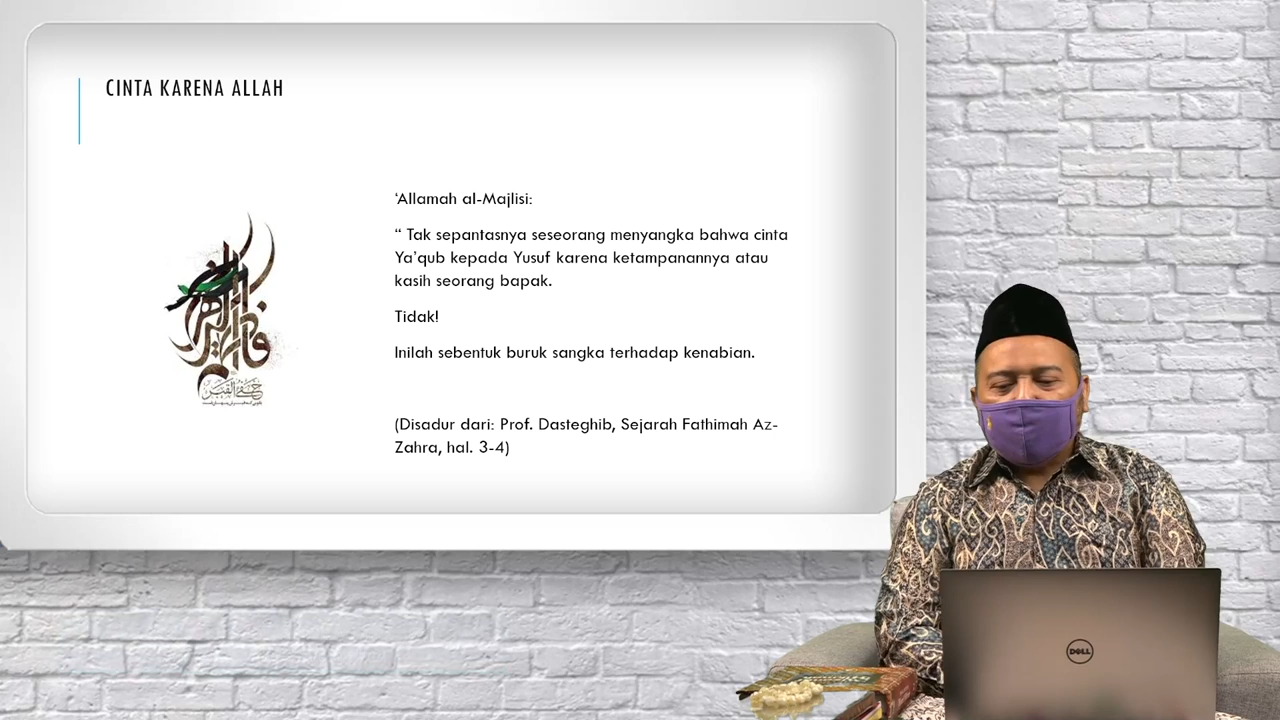 CINTA KARENA ALLAH
‘Allamah al-Majlisi:
“ Tak sepantasnya seseorang menyangka bahwa cinta
Ya’qub kepada Yusuf karena ketampanannya atau
kasih seorang bapak.
Tidak!
Inilah sebentuk buruk sangka terhadap kenabian.
(Disadur dari: Prof. Dasteghib, Sejarah Fathimah Az-
Zahra, hal. 3-4)
DELL